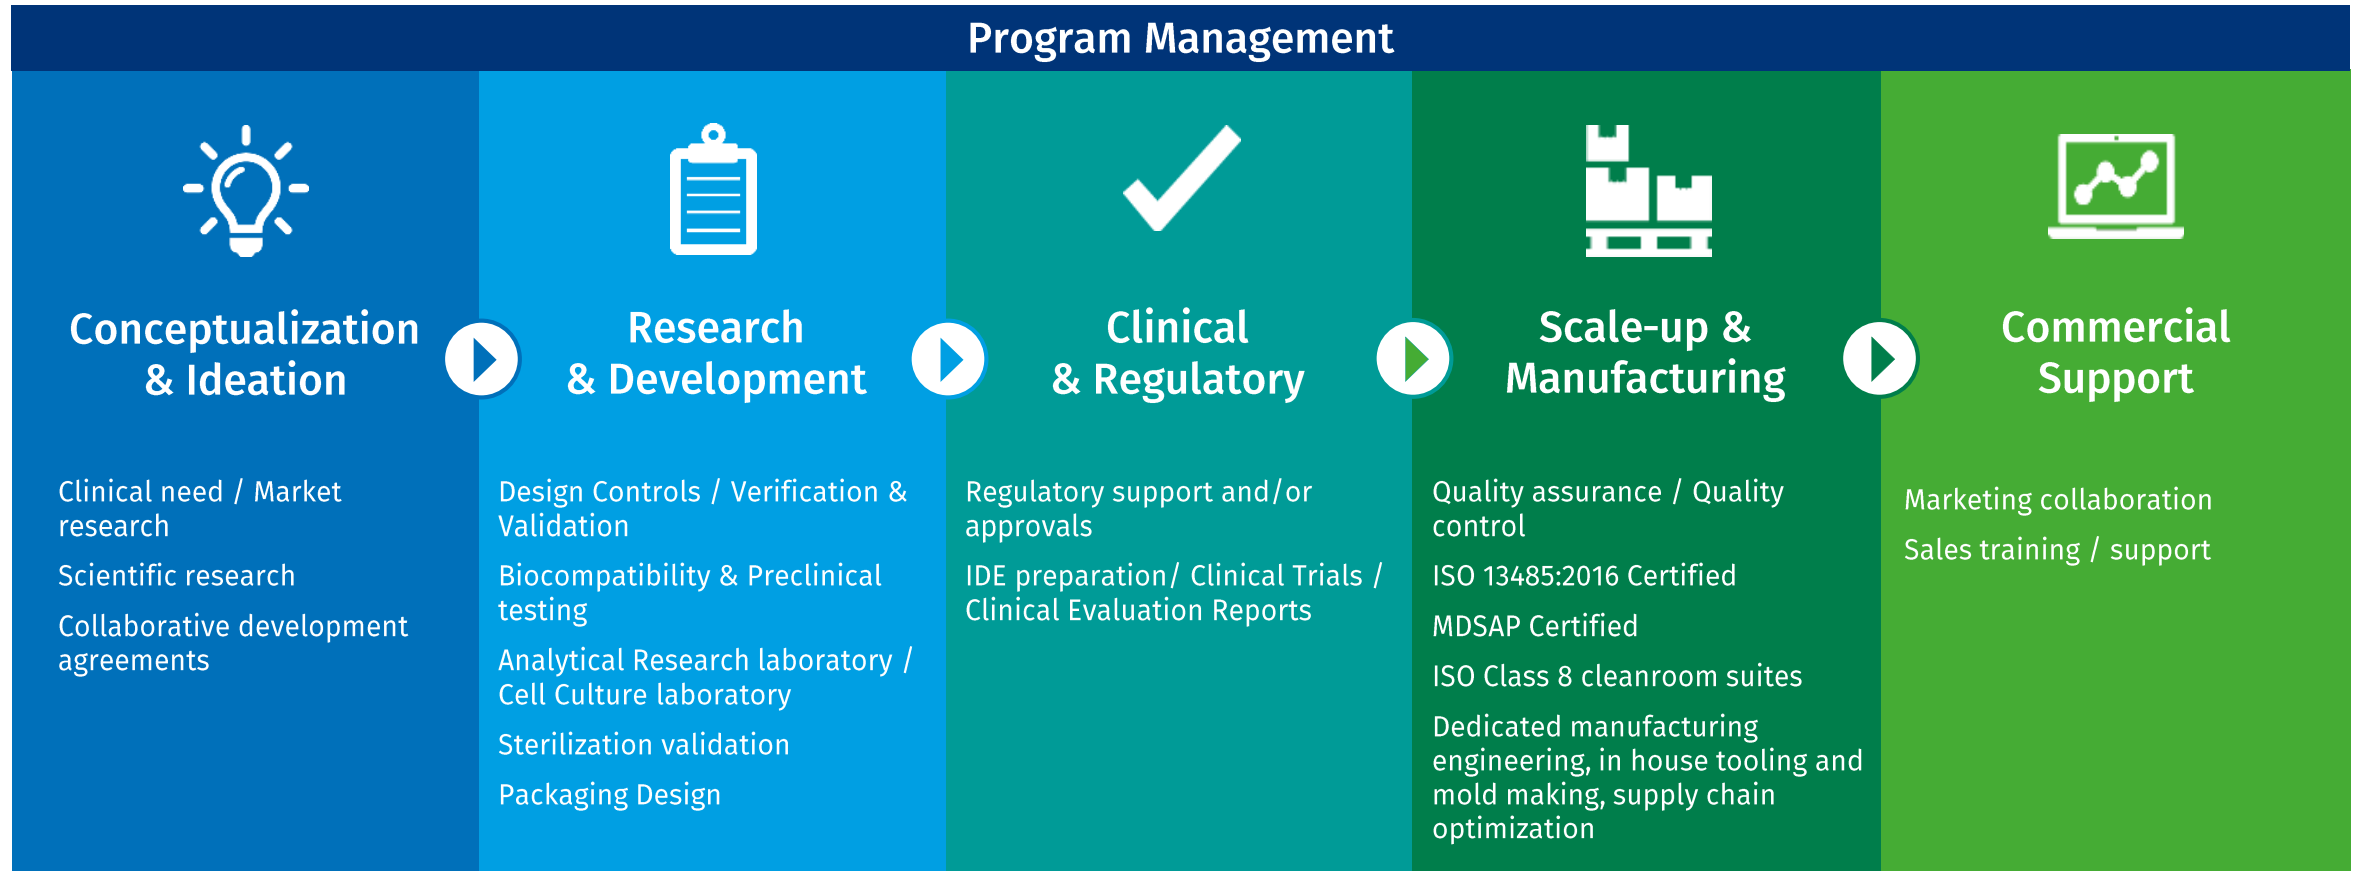 Program Management
Conceptualization
& Ideation
Clinical need / Market
research
Scientific research
Collaborative development
agreements
Research
& Development
Design Controls / Verification &
Validation
Biocompatibility & Preclinical
testing
Analytical Research laboratory /
Cell Culture laboratory
Sterilization validation
Packaging Design
Clinical
& Regulatory
Regulatory support and/or
approvals
IDE preparation/ Clinical Trials /
Clinical Evaluation Reports
Scale-up &
Manufacturing
Quality assurance / Quality
control
ISO 13485:2016 Certified
MDSAP Certified
ISO Class 8 cleanroom suites
Dedicated manufacturing
engineering, in house tooling and
mold making, supply chain
optimization
Commercial
Support
Marketing collaboration
Sales training / support